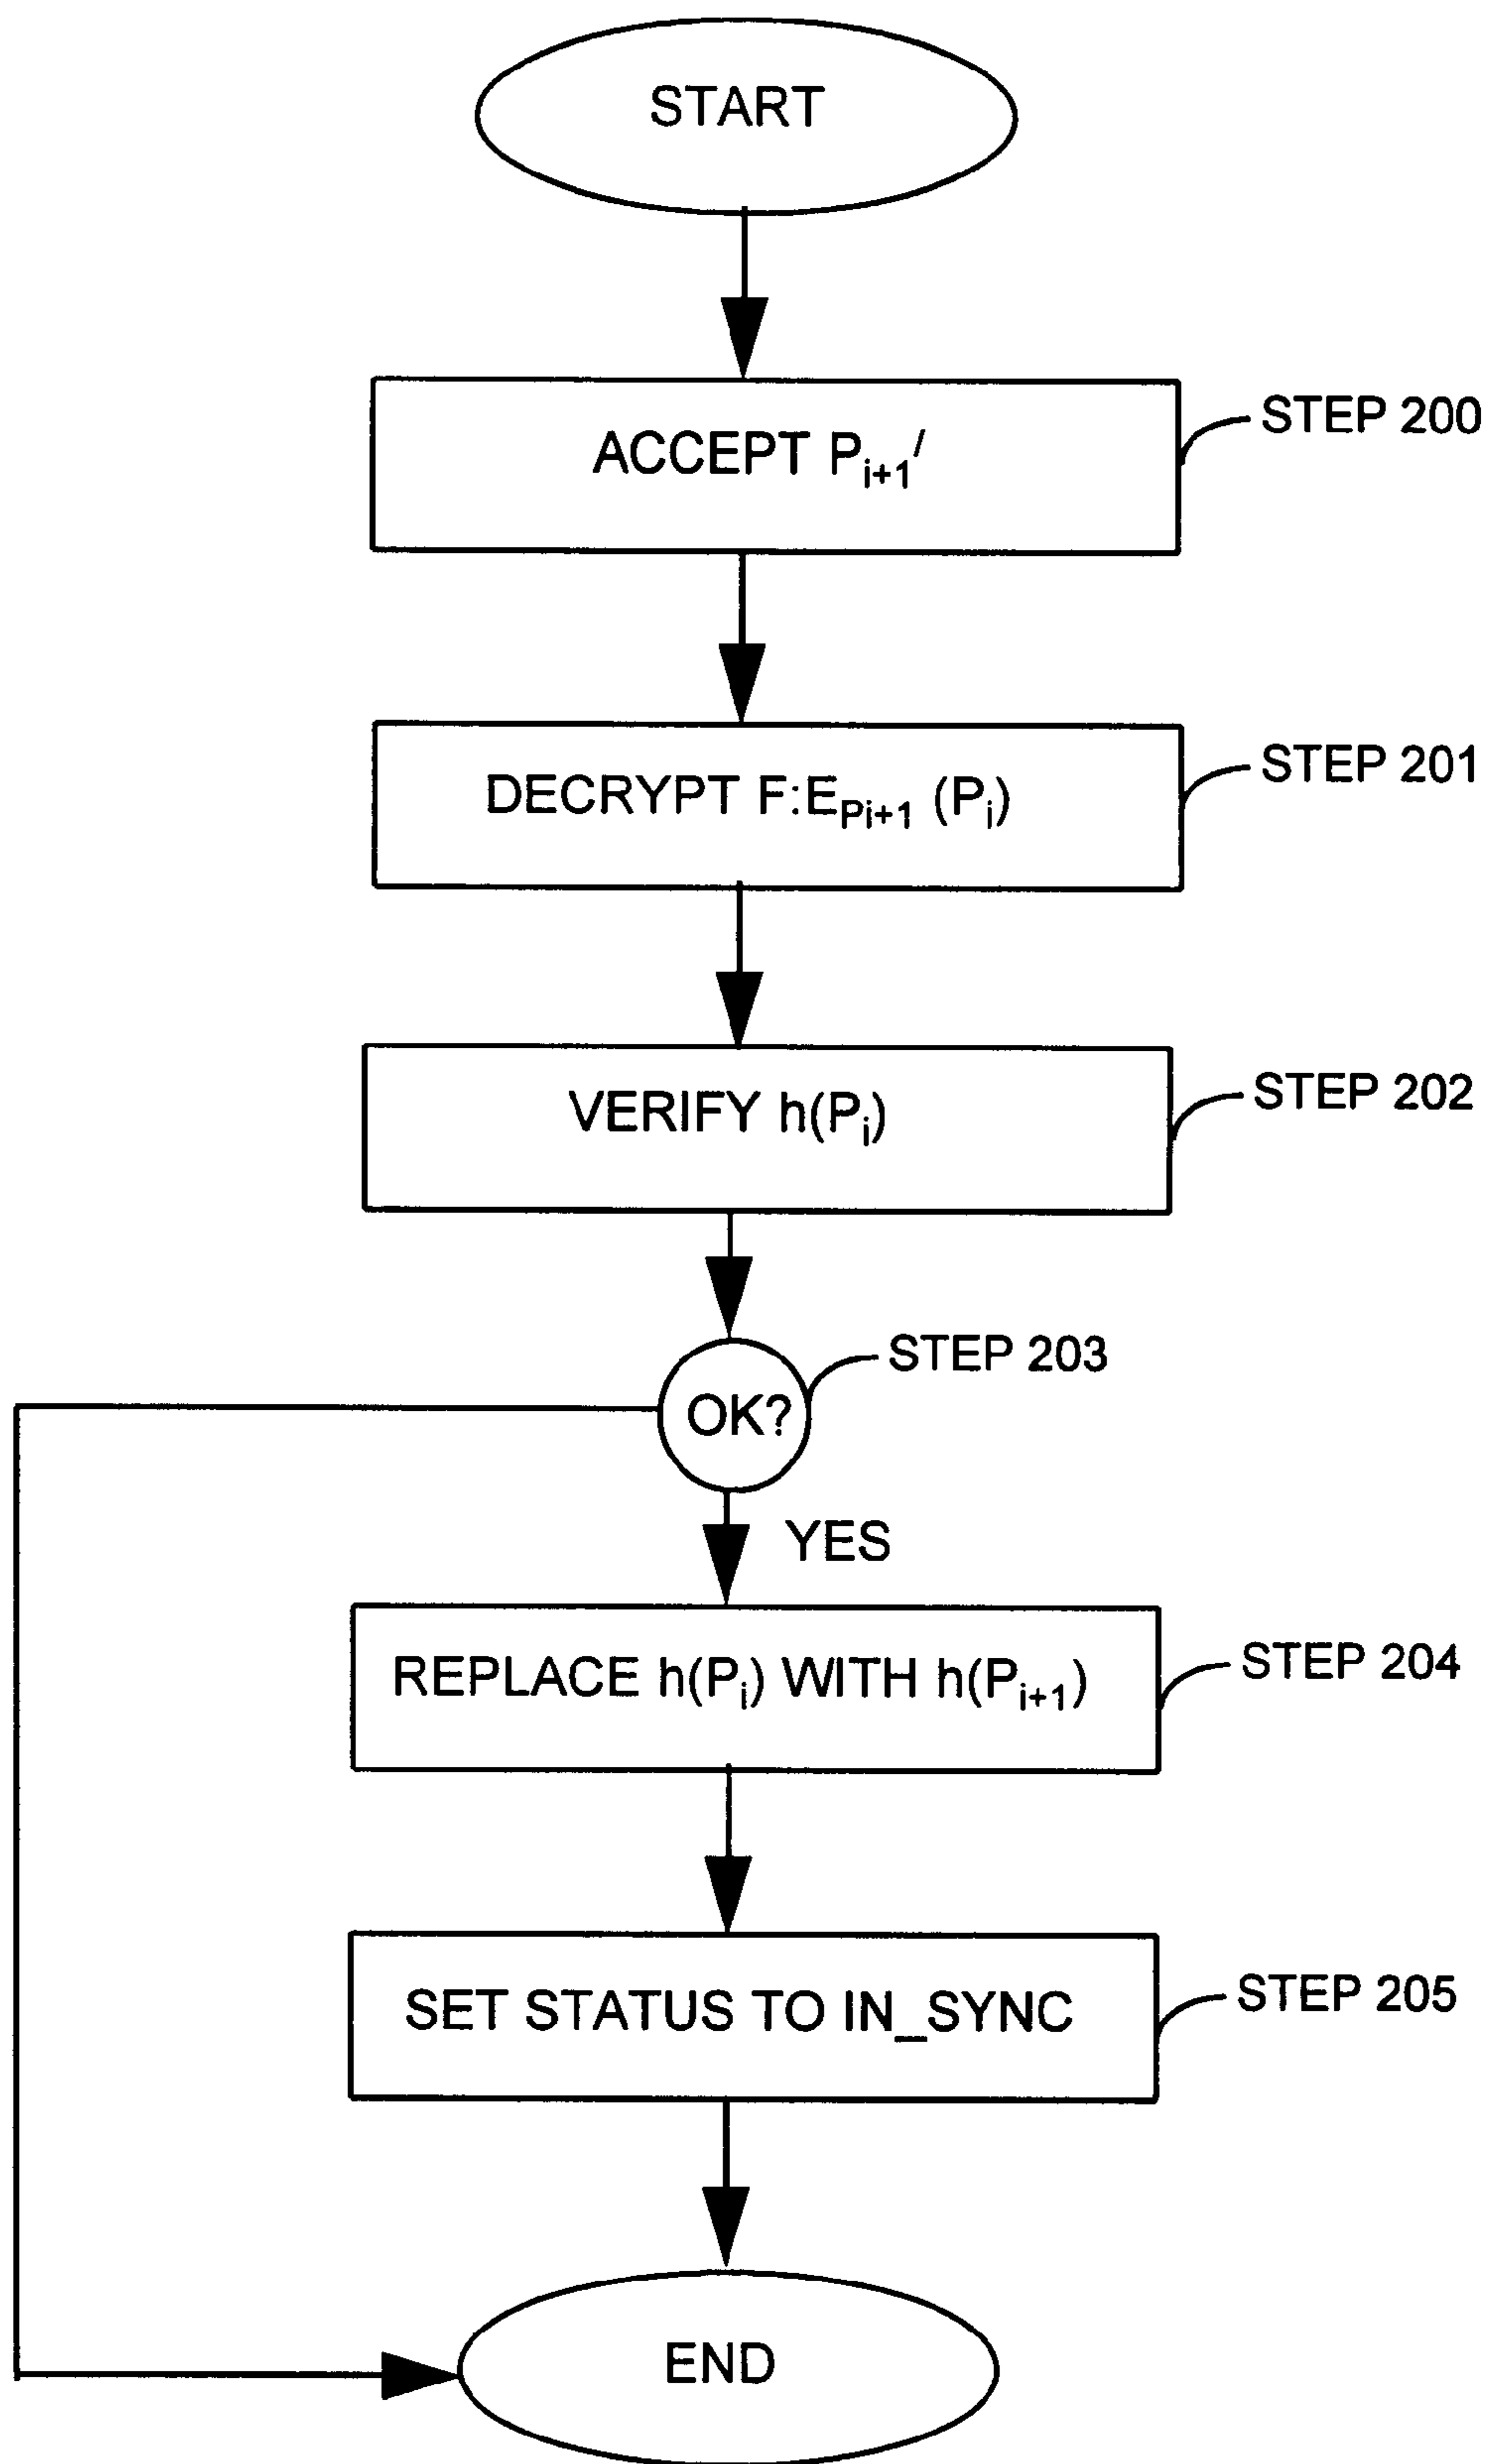 START
ACCEPT Pi+1′
STEP 200
DECRYPT F:EPi+1 (Pi)
STEP 201
VERIFY h(Pi)
STEP 202
STEP 203
OK?
YES
REPLACE h(Pi) WITH h(Pi+1)
STEP 204
SET STATUS TO IN_SYNC
STEP 205
END